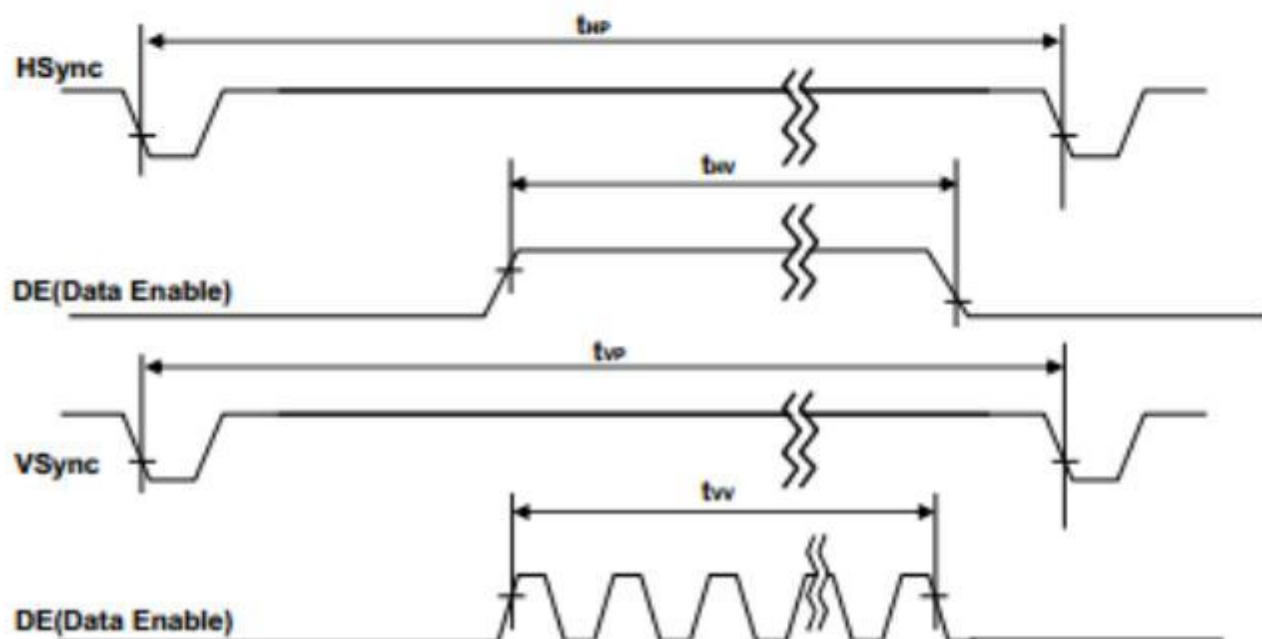 tHP
HSync
tHV
DE(Data Enable)
tVP
VSync
tVV
DE(Data Enable)